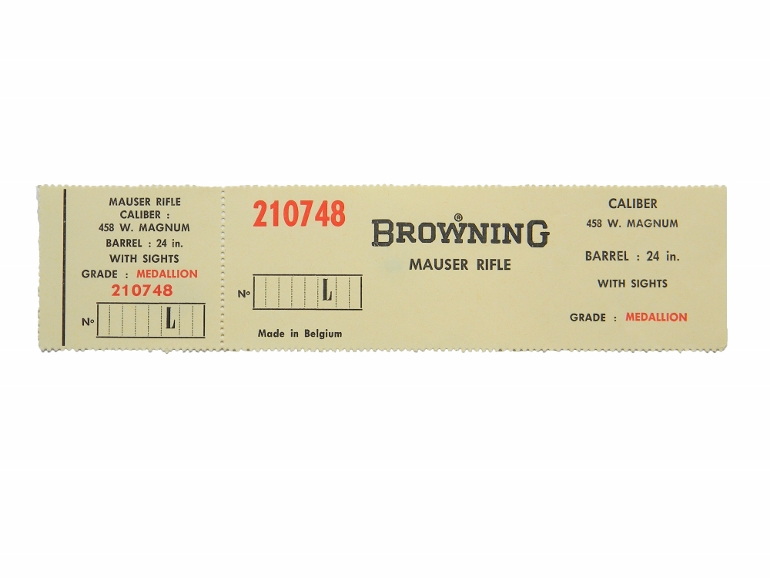 MAUSER RIFLE
CALIBER :
458 W. MAGNUM
BARREL : 24 in.
WITH SIGHTS
GRADE : MEDALLION
210748
Nº L
210748
Nº L
Made in Belgium
BROWNING ®
MAUSER RIFLE
CALIBER
458 W. MAGNUM
BARREL : 24 in.
WITH SIGHTS
GRADE : MEDALLION